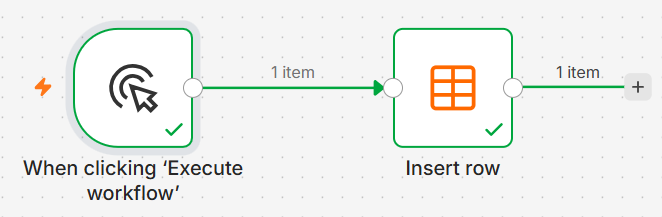 1 item
1 item
When clicking ‘Execute
workflow’
Insert row